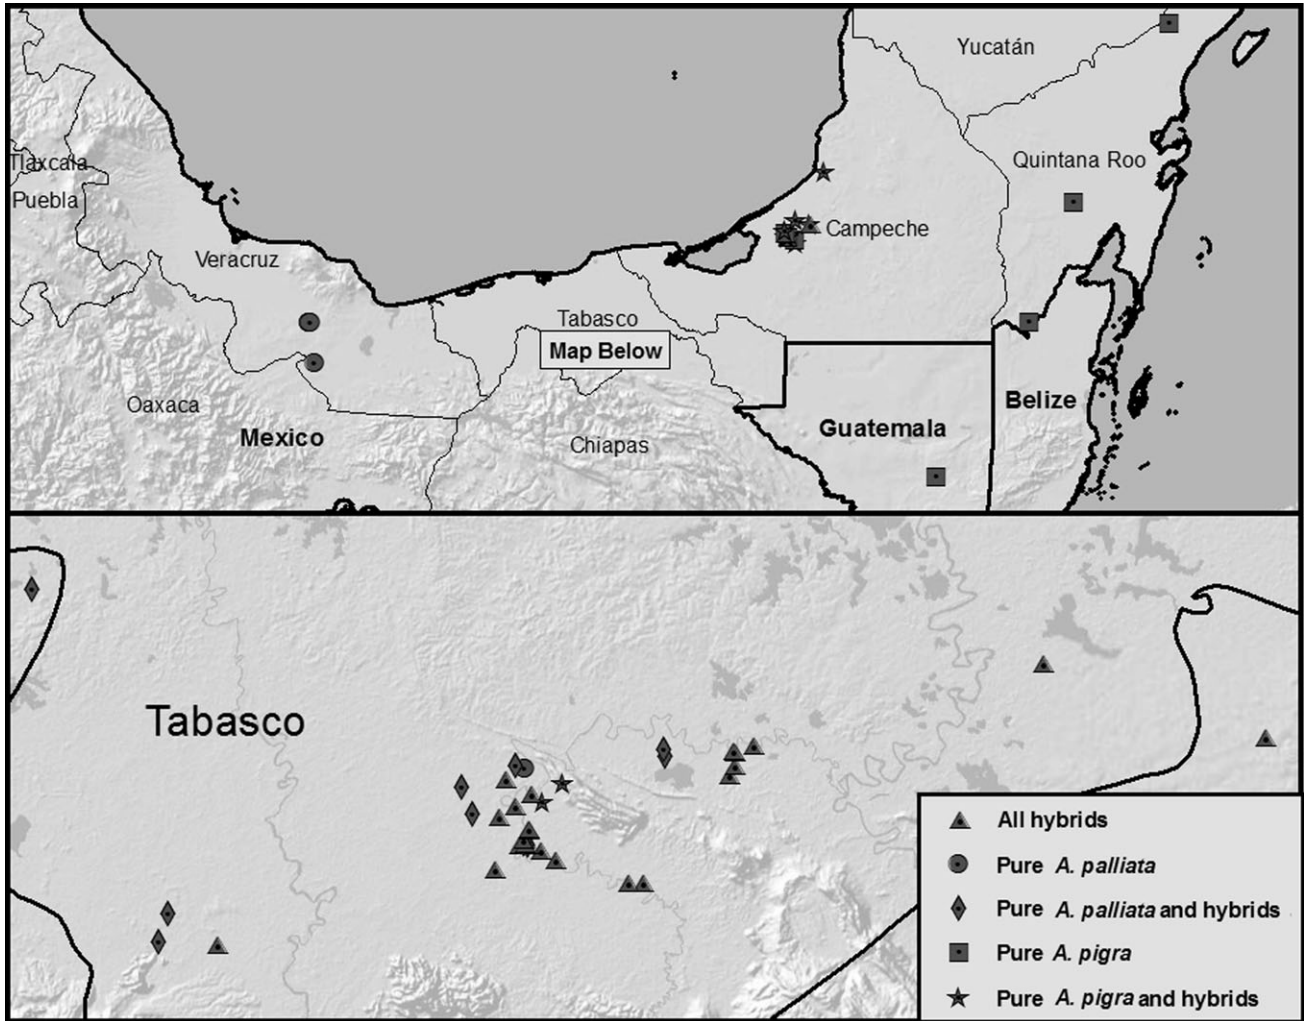 Yucatán
Tlaxcala
Quintana Roo
Puebla
Campeche
Veracruz
Tabasco
Map Below
Oaxaca
Belize
Mexico
Guatemala
Chiapas
Tabasco
All hybrids
Pure A. palliata
Pure A. palliata and hybrids
Pure A. pigra
Pure A. pigra and hybrids